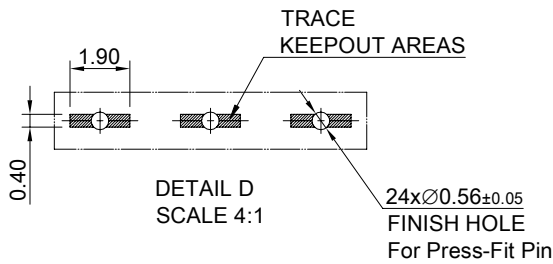 TRACE
KEEPOUT AREAS
1.90
0.40
DETAIL D
SCALE 4:1
24x∅0.56±0.05
FINISH HOLE
For Press-Fit Pin